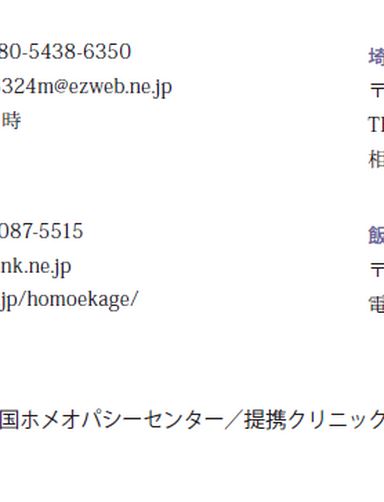 80-5438-6350
324m@ezweb.ne.jp
時
087-5515
nk.ne.jp
jp/homoekage/
埼
〒
TE
相
飯
〒
電
国ホメオパシーセンター／提携クリニック